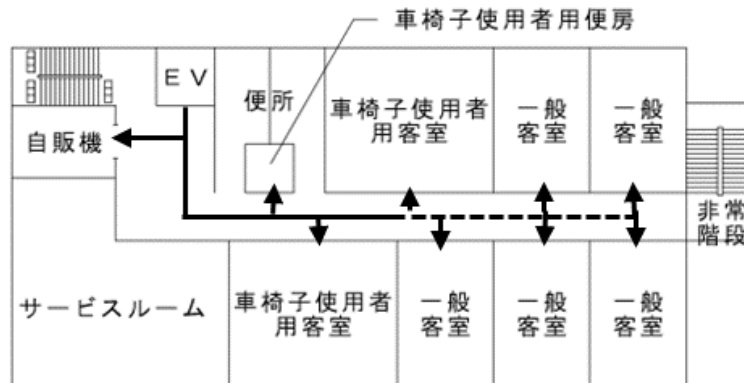 車椅子使用者用便房
EV
便所
自販機
車椅子使用者
用客室
一般
客室
一般
客室
非常
階段
サービスルーム
車椅子使用者
用客室
一般
客室
一般
客室
一般
客室